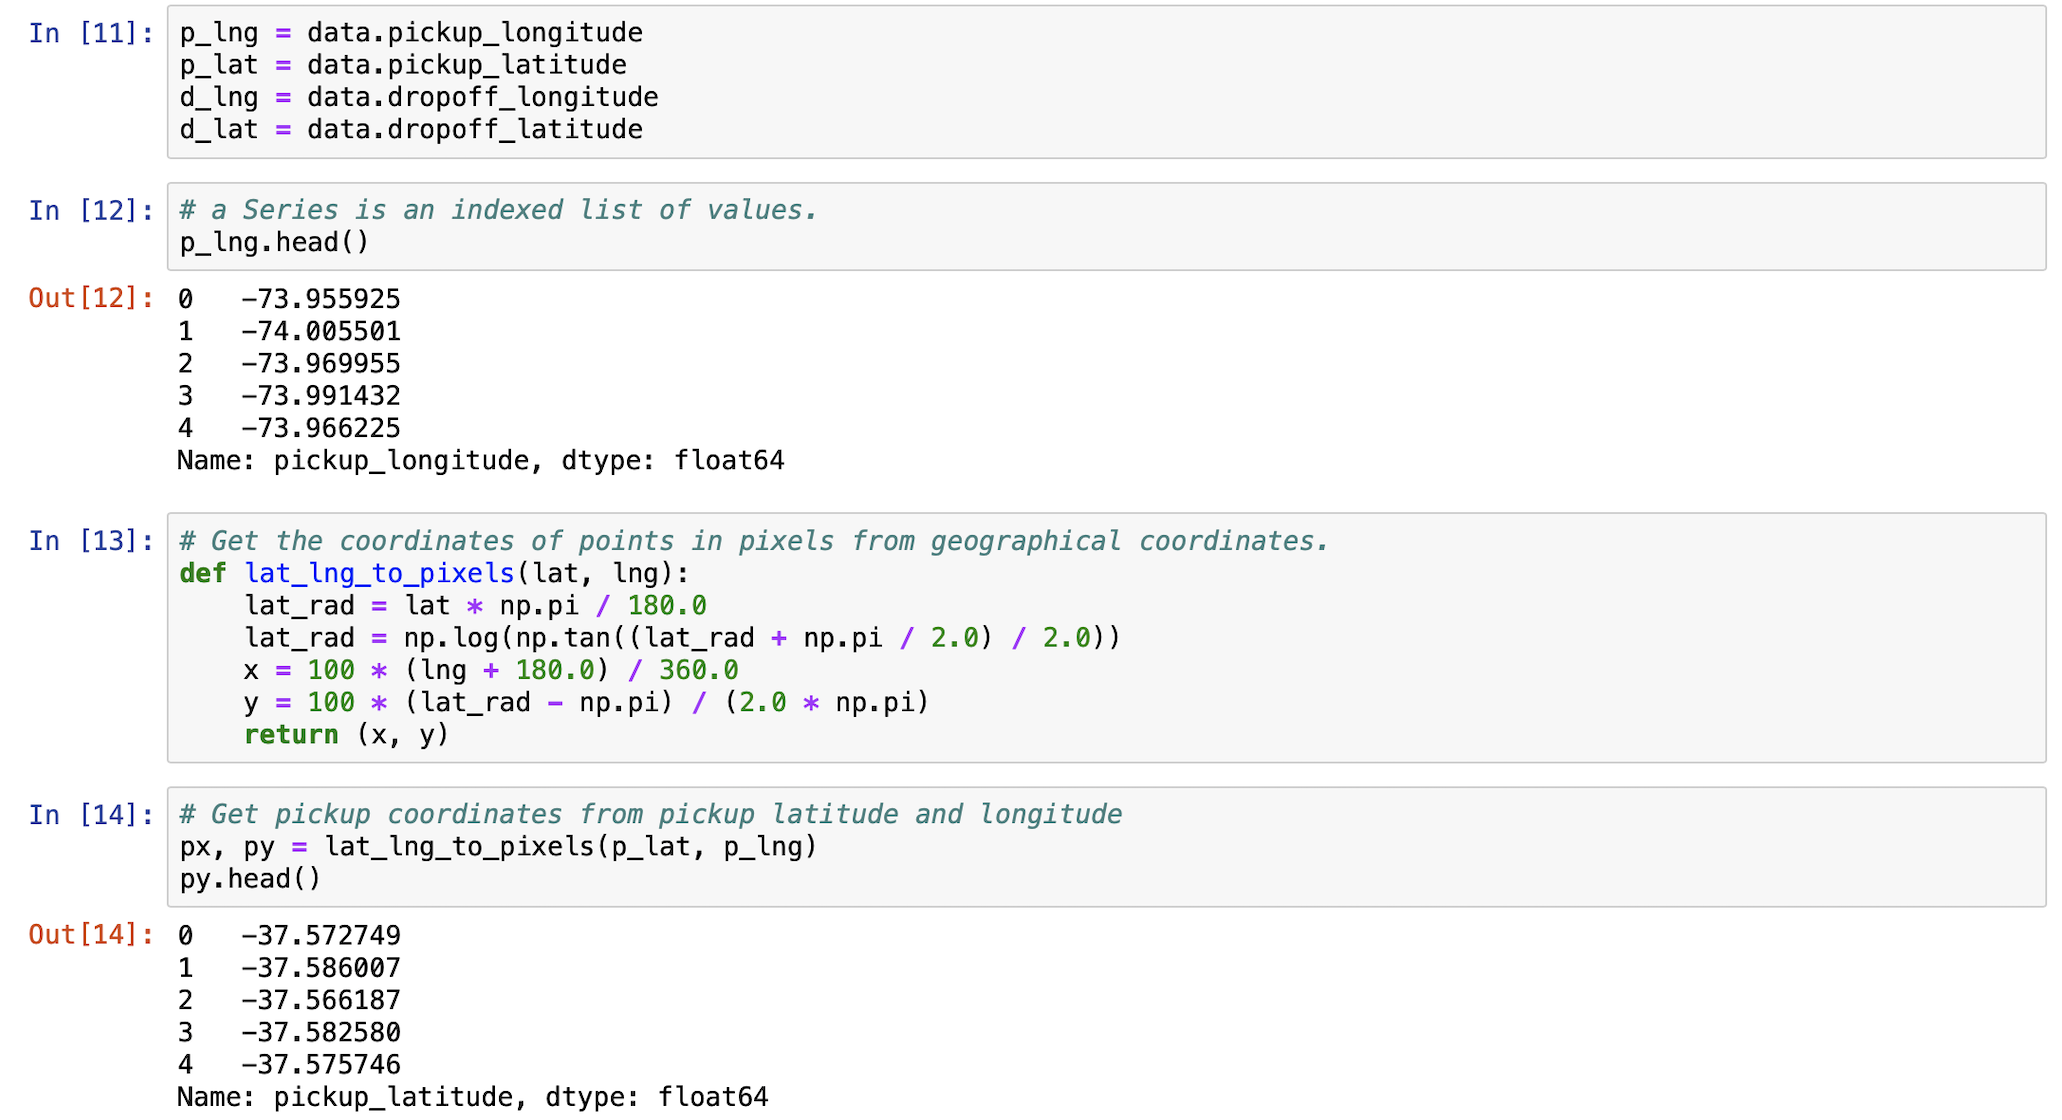 In [11]: p_lng = data.pickup_longitude
p_lat = data.pickup_latitude
d_lng = data.dropoff_longitude
d_lat = data.dropoff_latitude
In [12]: # a Series is an indexed list of values.
p_lng.head()
Out[12]: 0   -73.955925
1   -74.005501
2   -73.969955
3   -73.991432
4   -73.966225
Name: pickup_longitude, dtype: float64
In [13]: # Get the coordinates of points in pixels from geographical coordinates.
def lat_lng_to_pixels(lat, lng):
    lat_rad = lat * np.pi / 180.0
    lat_rad = np.log(np.tan((lat_rad + np.pi / 2.0) / 2.0))
    x = 100 * (lng + 180.0) / 360.0
    y = 100 * (lat_rad - np.pi) / (2.0 * np.pi)
    return (x, y)
In [14]: # Get pickup coordinates from pickup latitude and longitude
px, py = lat_lng_to_pixels(p_lat, p_lng)
py.head()
Out[14]: 0   -37.572749
1   -37.586007
2   -37.566187
3   -37.582580
4   -37.575746
Name: pickup_latitude, dtype: float64